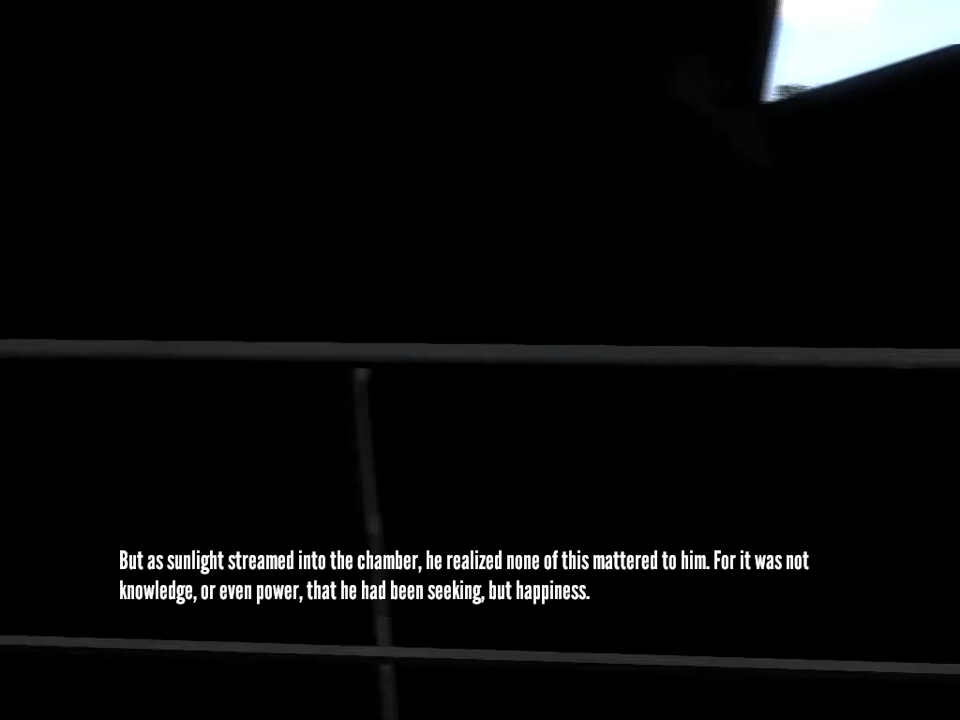 But as sunlight streamed into the chamber, he realized none of this mattered to him. For it was not
knowledge, or even power, that he had been seeking, but happiness.